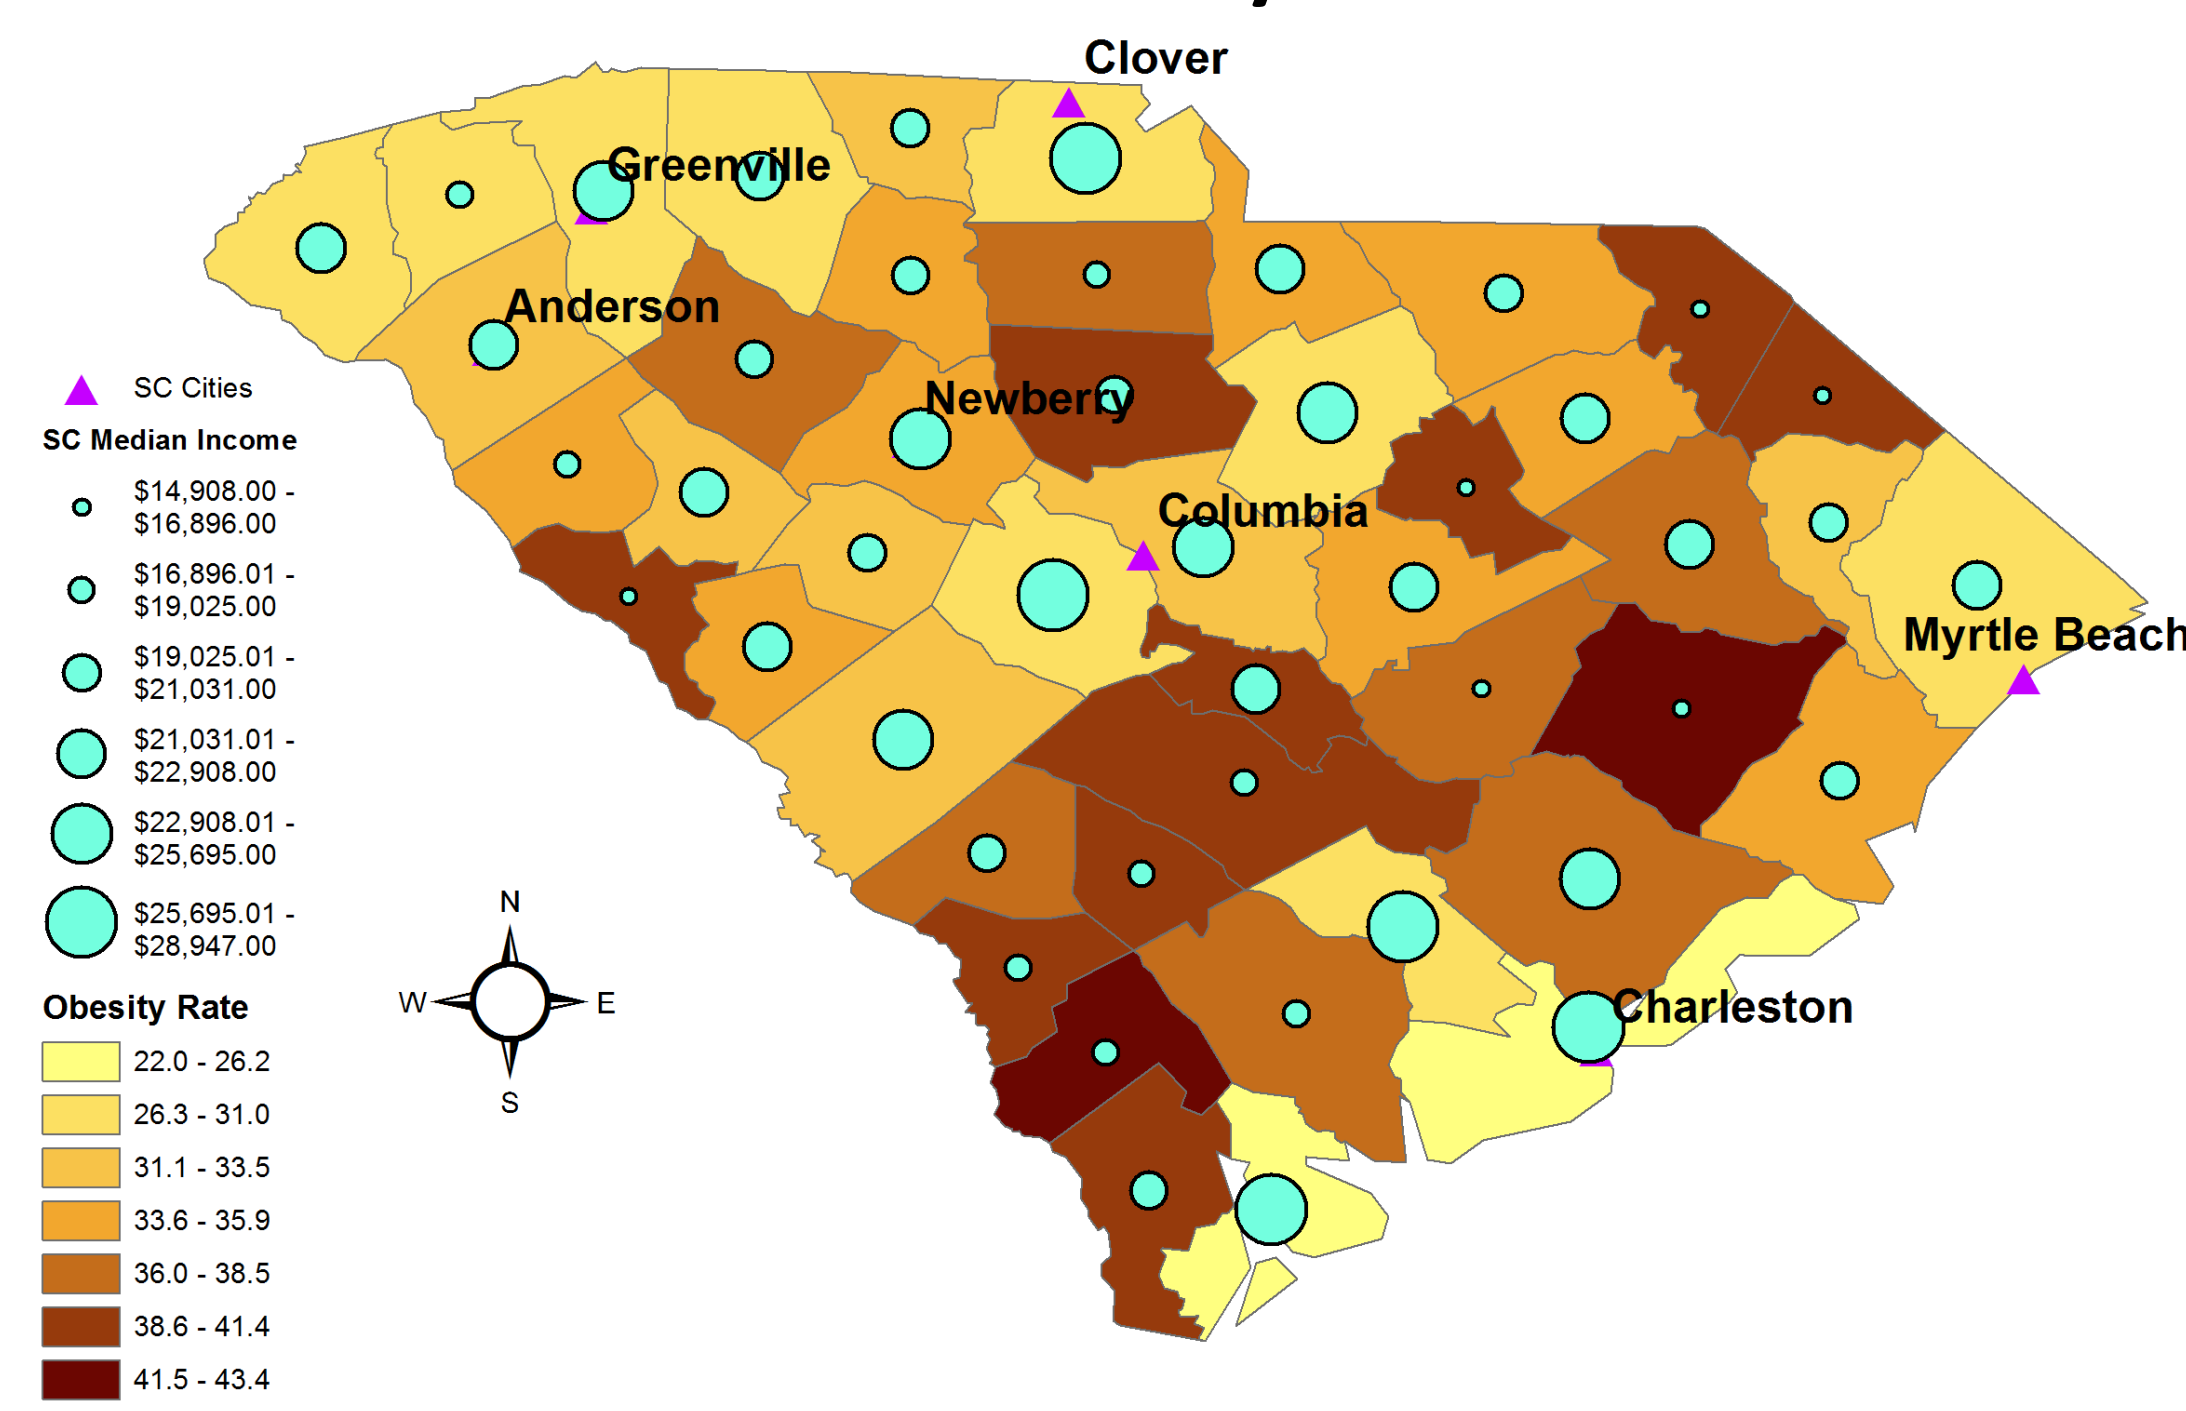 Clover
Greenville
Anderson
Newberry
Columbia
Myrtle Beach
Charleston
SC Cities
SC Median Income
$14,908.00 -
$16,896.00
$16,896.01 -
$19,025.00
$19,025.01 -
$21,031.00
$21,031.01 -
$22,908.00
$22,908.01 -
$25,695.00
$25,695.01 -
$28,947.00
N
W
E
S
Obesity Rate
22.0 - 26.2
26.3 - 31.0
31.1 - 33.5
33.6 - 35.9
36.0 - 38.5
38.6 - 41.4
41.5 - 43.4